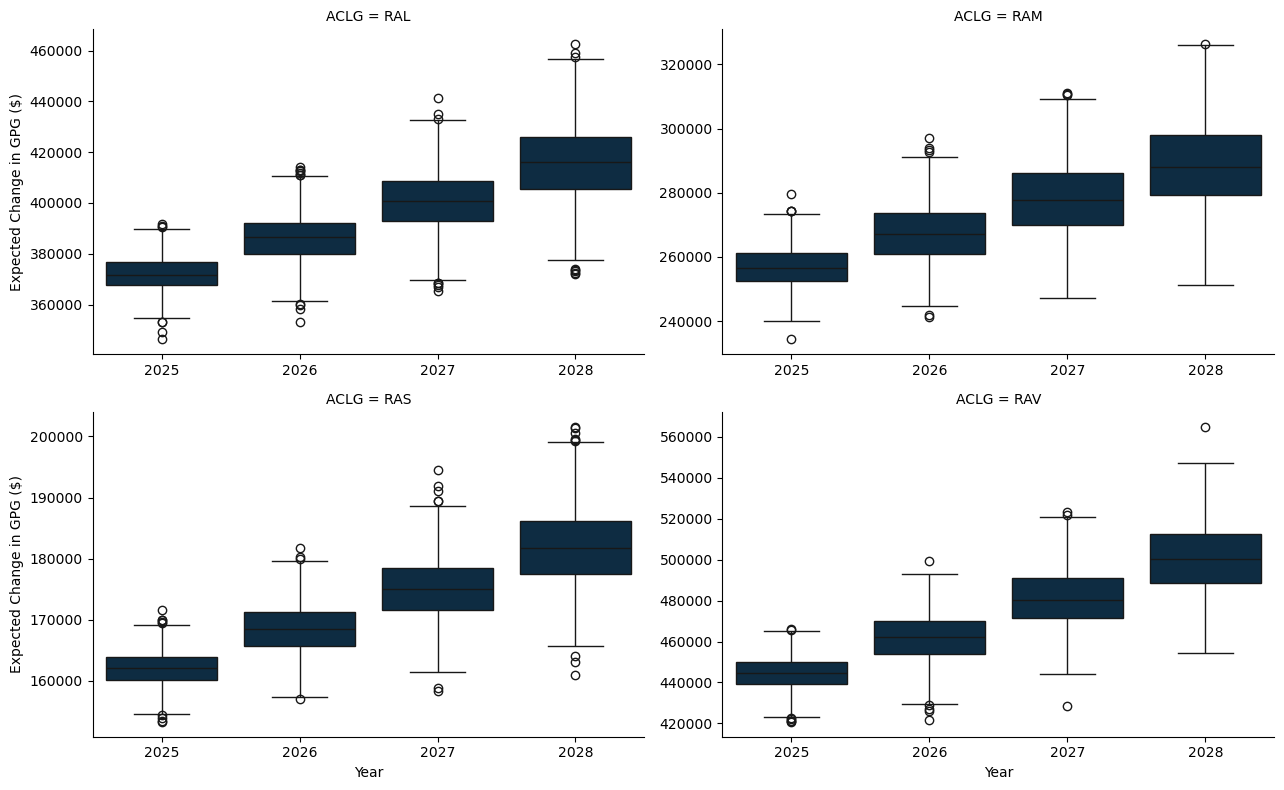 ACLG = RAL
Expected Change in GPG ($)
460000
440000
420000
400000
380000
360000
2025 2026 2027 2028
ACLG = RAM
320000
300000
280000
260000
240000
2025 2026 2027 2028
ACLG = RAS
Expected Change in GPG ($)
200000
190000
180000
170000
160000
2025 2026 2027 2028
Year
ACLG = RAV
560000
540000
520000
500000
480000
460000
440000
420000
2025 2026 2027 2028
Year